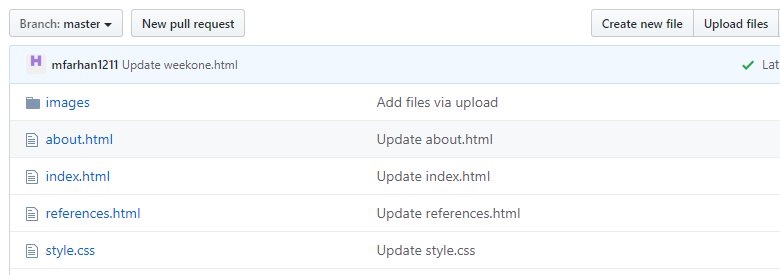 Branch: master New pull request Create new file Upload files
H mfarhan1211 Update weekone.html Lat
images Add files via upload
about.html Update about.html
index.html Update index.html
references.html Update references.html
style.css Update style.css